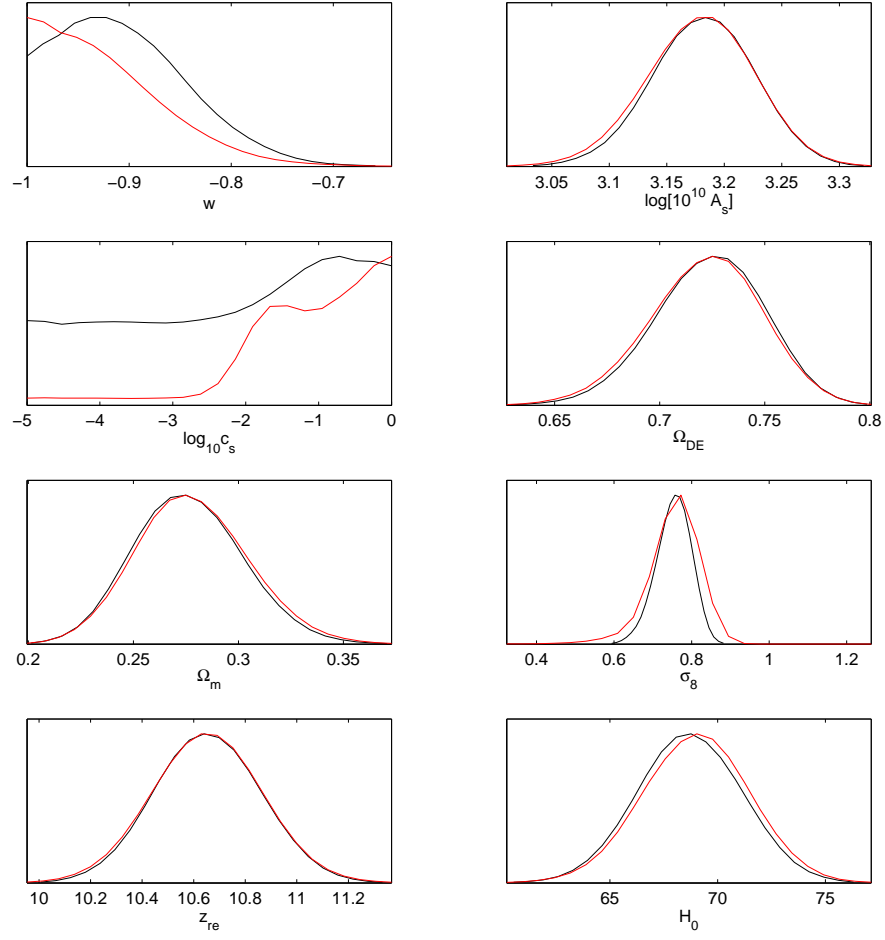 −1 −0.9 −0.8 −0.7
w
3.05 3.1 3.15 3.2 3.25 3.3
log[10^10 A_s]
−5 −4 −3 −2 −1 0
log_10 c_s
0.65 0.7 0.75 0.8
Ω_DE
0.2 0.25 0.3 0.35
Ω_m
0.4 0.6 0.8 1 1.2
σ_8
10 10.2 10.4 10.6 10.8 11 11.2
z_re
65 70 75
H_0